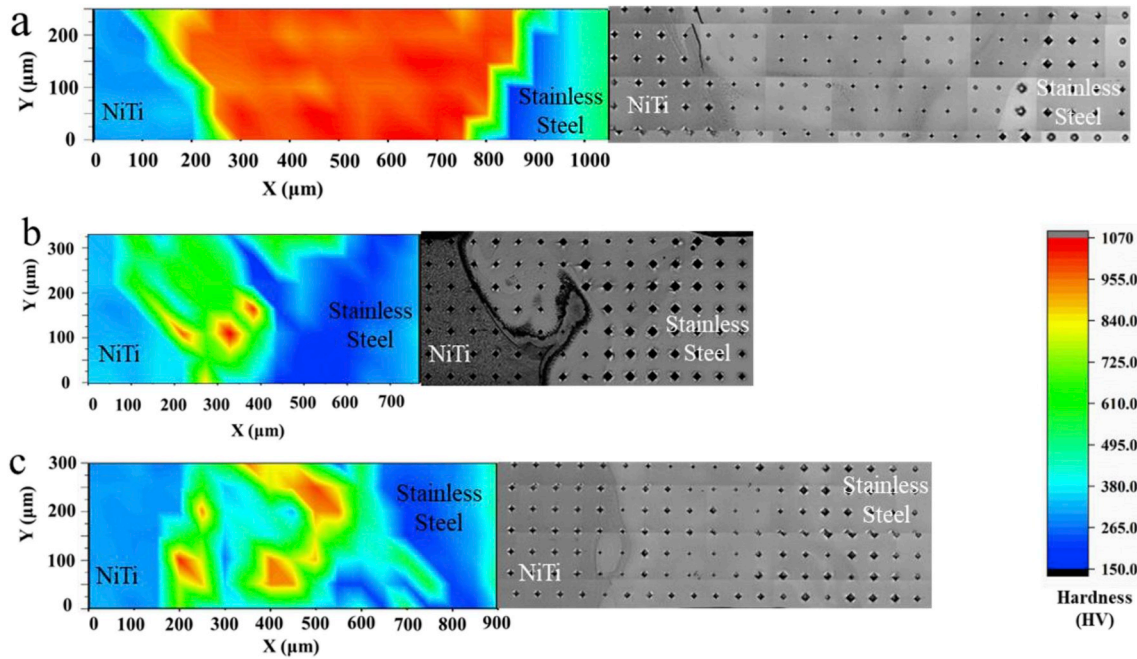 a
Y (μm)
200
150
100
50
0
NiTi
Stainless
Steel
0 100 200 300 400 500 600 700 800 900 1000
X (μm)
NiTi
Stainless
Steel
b
Y (μm)
300
200
100
0
NiTi
Stainless
Steel
0 100 200 300 400 500 600 700
X (μm)
NiTi
Stainless
Steel
c
Y (μm)
300
200
100
0
NiTi
Stainless
Steel
0 100 200 300 400 500 600 700 800 900
X (μm)
NiTi
Stainless
Steel
1070
955.0
840.0
725.0
610.0
495.0
380.0
265.0
150.0
Hardness
(HV)